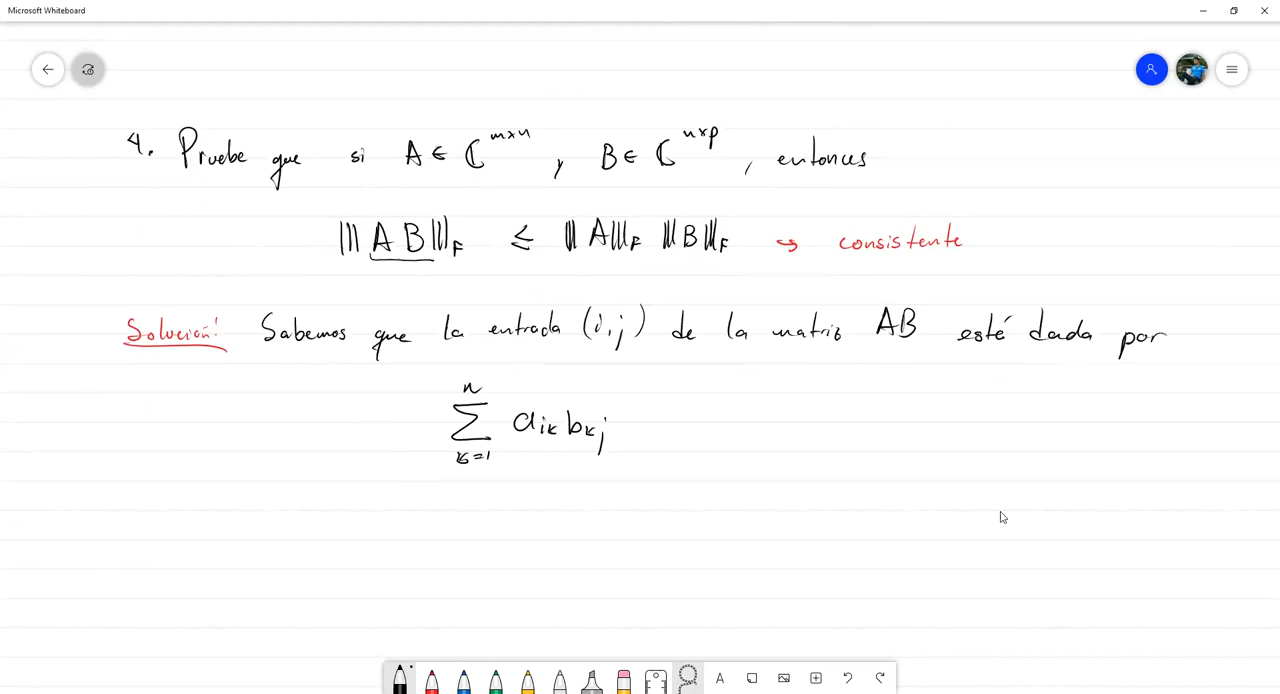 Microsoft Whiteboard
4. Pruebe que si A ∈ ℂ^{m×n} y B ∈ ℂ^{n×p}, entonces
|||AB|||_F ≤ |||A|||_F |||B|||_F → consistente
Solución: Sabemos que la entrada (i,j) de la matriz AB esté dada por
n
∑ a_{ik} b_{kj}
k=1
A